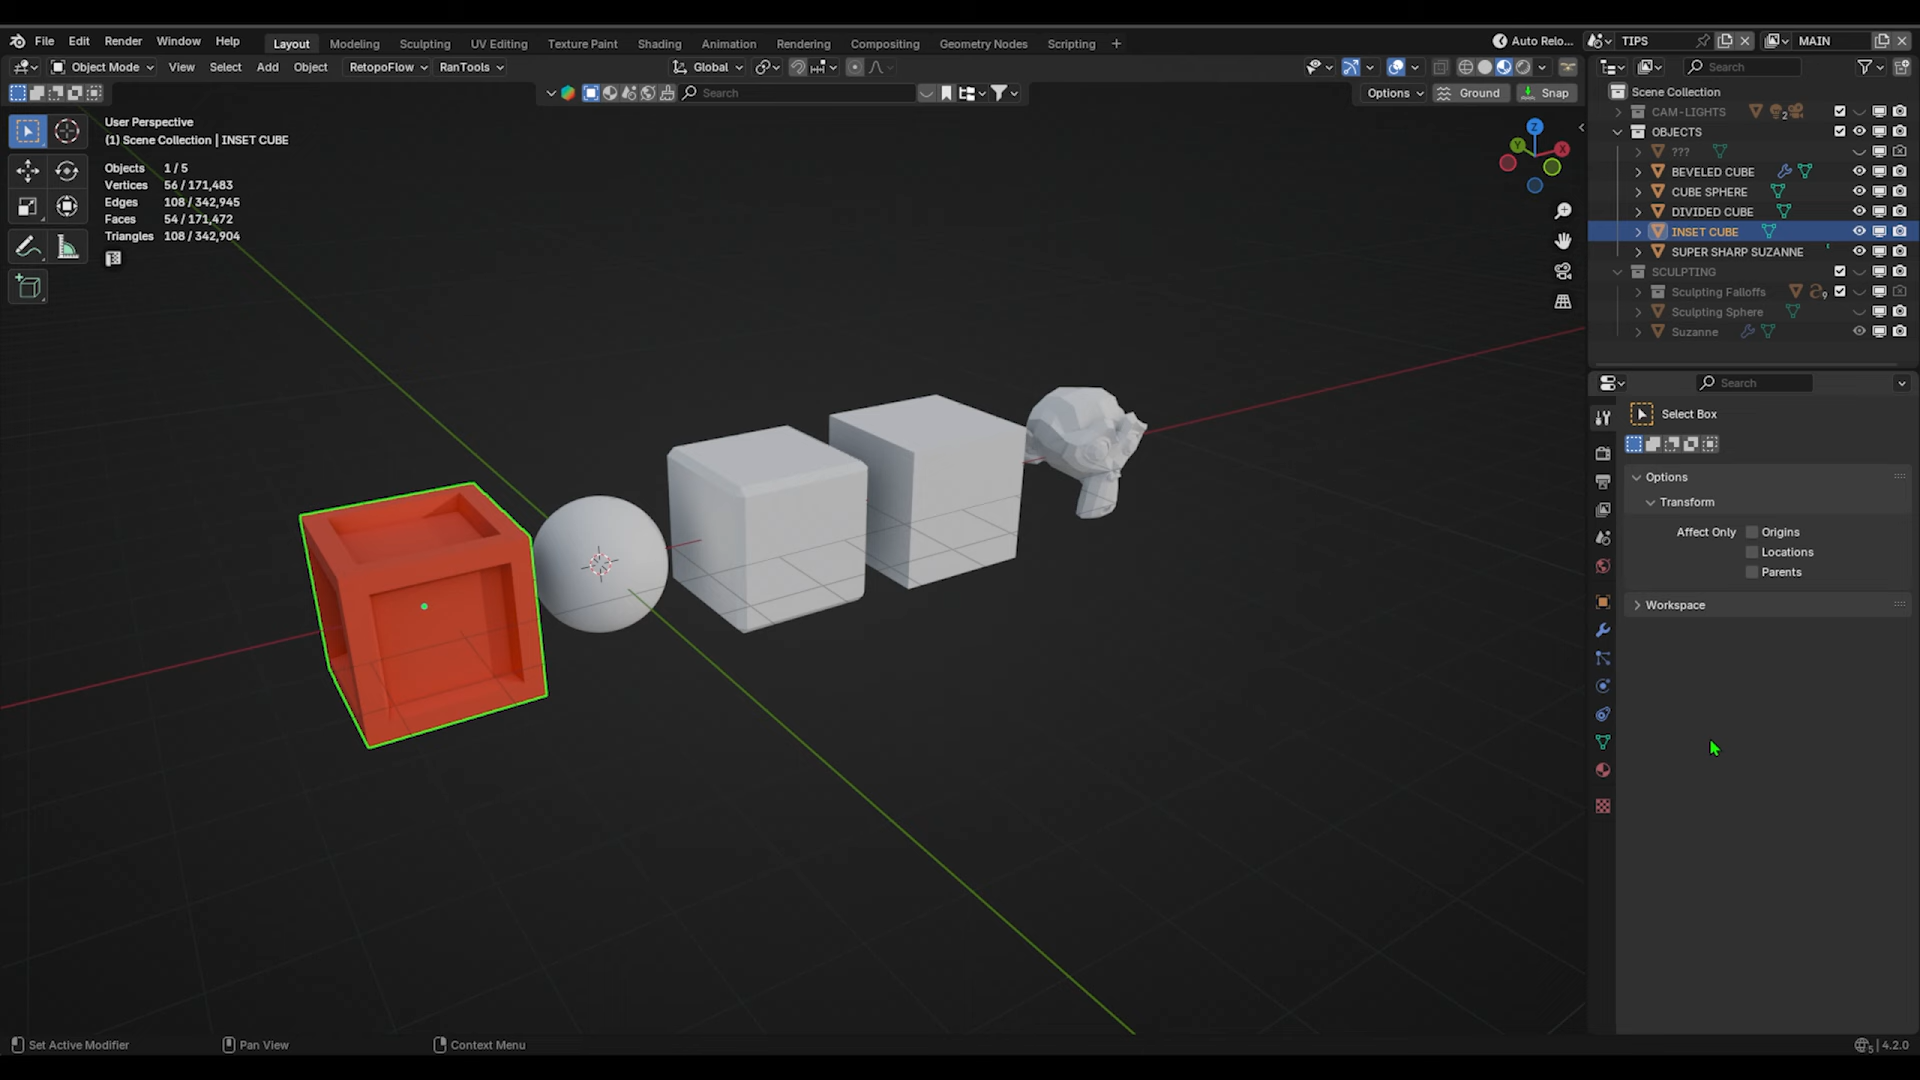 File Edit Render Window Help Layout Modeling Sculpting UV Editing Texture Paint Shading Animation Rendering Compositing Geometry Nodes Scripting + Auto Relo... TIPS MAIN
Object Mode View Select Add Object RetopoFlow RanTools Global Search
Search Options Ground Snap
User Perspective
(1) Scene Collection | INSET CUBE
Objects 1 / 5
Vertices 56 / 171,483
Edges 108 / 342,945
Faces 54 / 171,472
Triangles 108 / 342,904
Z
Y
X
Scene Collection
CAM-LIGHTS 2
OBJECTS
???
BEVELED CUBE
CUBE SPHERE
DIVIDED CUBE
INSET CUBE
SUPER SHARP SUZANNE
SCULPTING
Sculpting Falloffs 9
Sculpting Sphere
Suzanne
Search
Select Box
Options
Transform
Affect Only Origins
Locations
Parents
Workspace
Set Active Modifier Pan View Context Menu 5 | 4.2.0